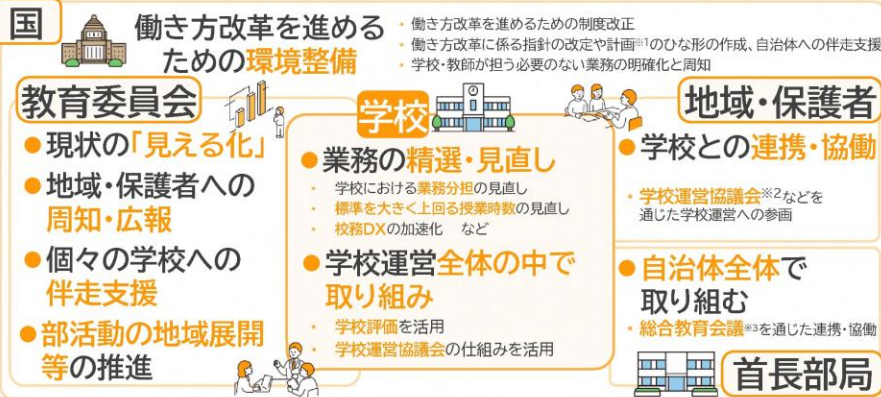 国
働き方改革を進める
ための環境整備
・ 働き方改革を進めるための制度改正
・ 働き方改革に係る指針の改定や計画※1のひな形の作成、自治体への伴走支援
・ 学校・教師が担う必要のない業務の明確化と周知
教育委員会
●現状の「見える化」
●地域・保護者への
周知・広報
●個々の学校への
伴走支援
●部活動の地域展開
等の推進
学校
●業務の精選・見直し
・ 学校における業務分担の見直し
・ 標準を大きく上回る授業時数の見直し
・ 校務DXの加速化 など
●学校運営全体の中で
取り組み
・ 学校評価を活用
・ 学校運営協議会の仕組みを活用
地域・保護者
●学校との連携・協働
・ 学校運営協議会※2などを
通じた学校運営への参画
●自治体全体で
取り組む
・ 総合教育会議※3を通じた連携・協働
首長部局